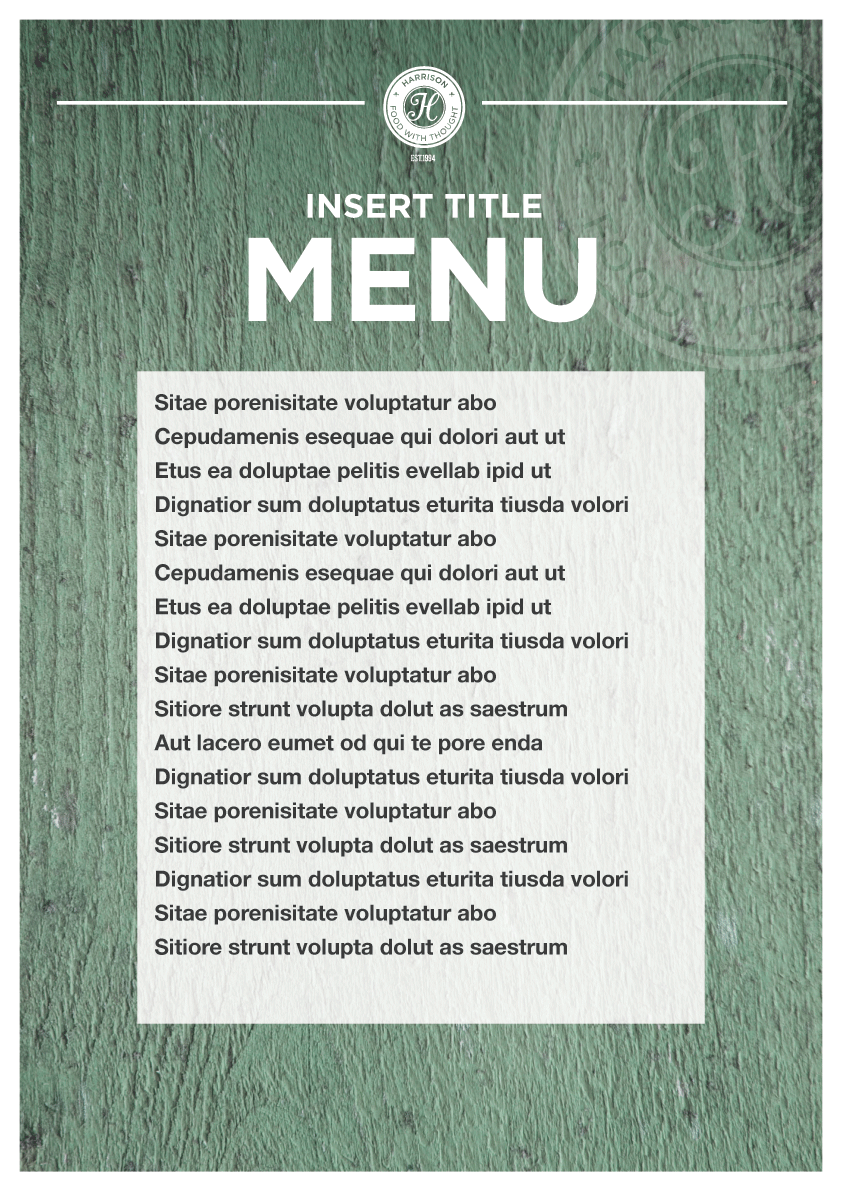 HARRISON
H
FOOD WITH THOUGHT
EST.1994
INSERT TITLE
MENU
Sitae porenisitate voluptatur abo
Cepudamenis esequae qui dolori aut ut
Etus ea doluptae pelitis evellab ipid ut
Dignatior sum doluptatus eturita tiusda volori
Sitae porenisitate voluptatur abo
Cepudamenis esequae qui dolori aut ut
Etus ea doluptae pelitis evellab ipid ut
Dignatior sum doluptatus eturita tiusda volori
Sitae porenisitate voluptatur abo
Sitiore strunt volupta dolut as saestrum
Aut lacero eumet od qui te pore enda
Dignatior sum doluptatus eturita tiusda volori
Sitae porenisitate voluptatur abo
Sitiore strunt volupta dolut as saestrum
Dignatior sum doluptatus eturita tiusda volori
Sitae porenisitate voluptatur abo
Sitiore strunt volupta dolut as saestrum